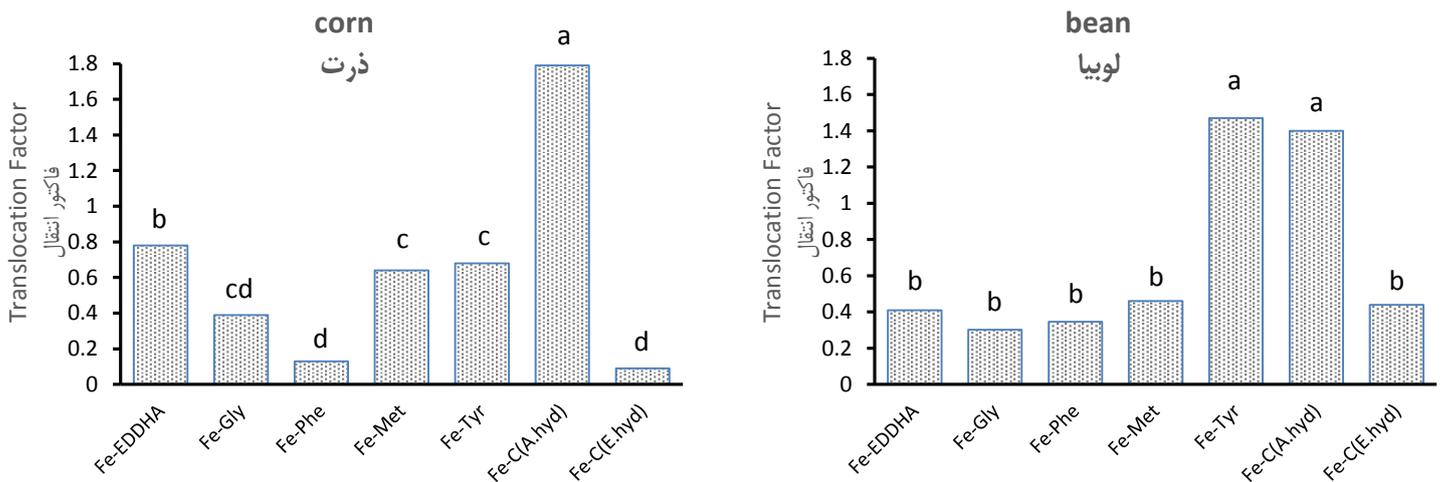 corn
ذرت
Translocation Factor
فاکتور انتقال
1.8
1.6
1.4
1.2
1
0.8
0.6
0.4
0.2
0
b
cd
d
c
c
a
d
Fe-EDDHA
Fe-Gly
Fe-Phe
Fe-Met
Fe-Tyr
Fe-C(A.hyd)
Fe-C(E.hyd)
bean
لوبیا
Translocation Factor
فاکتور انتقال
1.8
1.6
1.4
1.2
1
0.8
0.6
0.4
0.2
0
b
b
b
b
a
a
b
Fe-EDDHA
Fe-Gly
Fe-Phe
Fe-Met
Fe-Tyr
Fe-C(A.hyd)
Fe-C(E.hyd)